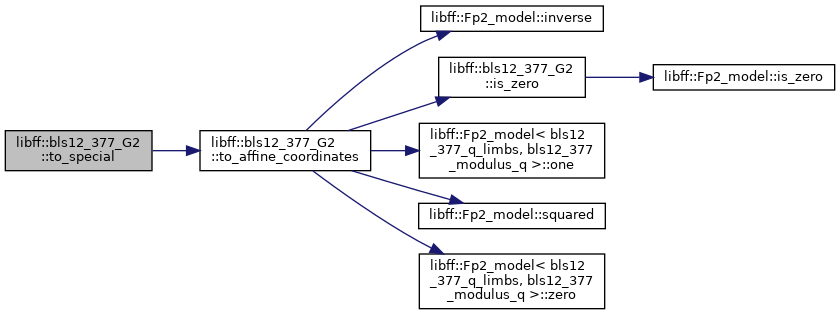 libff::bls12_377_G2
::to_special
libff::bls12_377_G2
::to_affine_coordinates
libff::Fp2_model::inverse
libff::bls12_377_G2
::is_zero
libff::Fp2_model::is_zero
libff::Fp2_model< bls12
_377_q_limbs, bls12_377
_modulus_q >::one
libff::Fp2_model::squared
libff::Fp2_model< bls12
_377_q_limbs, bls12_377
_modulus_q >::zero